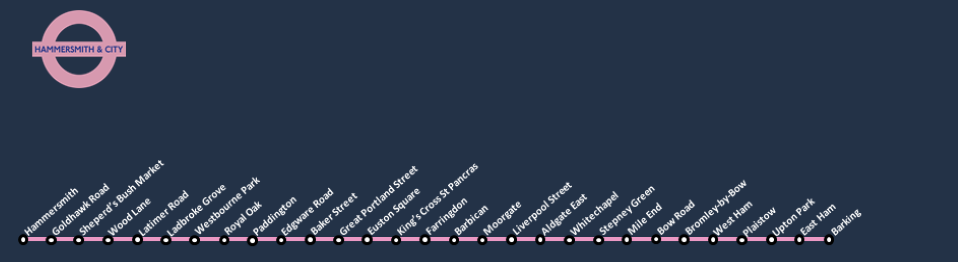 HAMMERSMITH & CITY
Hammersmith
Goldhawk Road
Sheperd's Bush Market
Wood Lane
Latimer Road
Ladbroke Grove
Westbourne Park
Royal Oak
Paddington
Edgware Road
Baker Street
Great Portland Street
Euston Square
King's Cross St Pancras
Farringdon
Barbican
Moorgate
Liverpool Street
Aldgate East
Whitechapel
Stepney Green
Mile End
Bow Road
Bromley-by-Bow
West Ham
Plaistow
Upton Park
East Ham
Barking